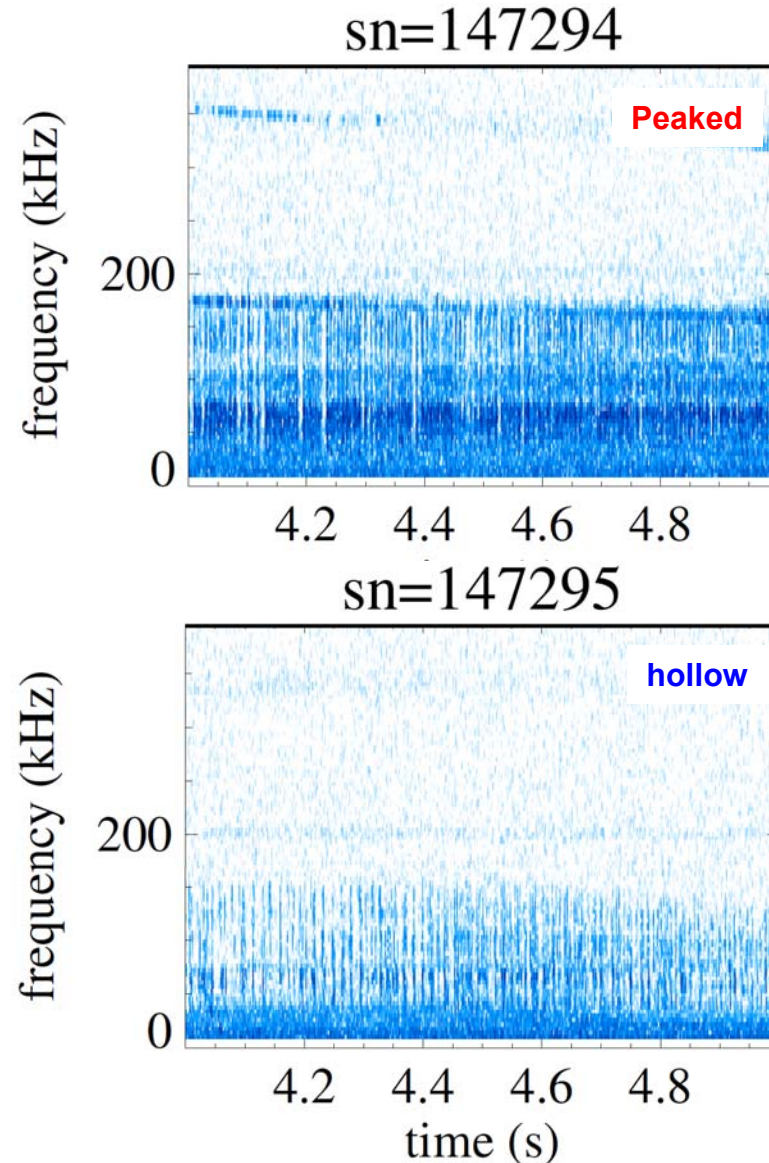 sn=147294
Peaked
frequency (kHz)
200
0
4.2 4.4 4.6 4.8
sn=147295
hollow
frequency (kHz)
200
0
4.2 4.4 4.6 4.8
time (s)